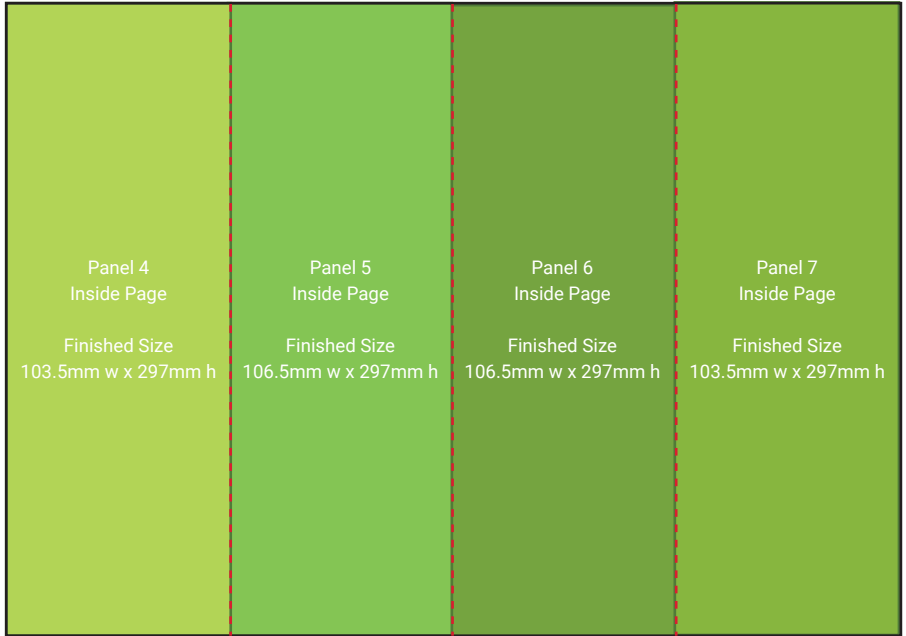 Panel 4
Inside Page
Finished Size
103.5mm w x 297mm h
Panel 5
Inside Page
Finished Size
106.5mm w x 297mm h
Panel 6
Inside Page
Finished Size
106.5mm w x 297mm h
Panel 7
Inside Page
Finished Size
103.5mm w x 297mm h